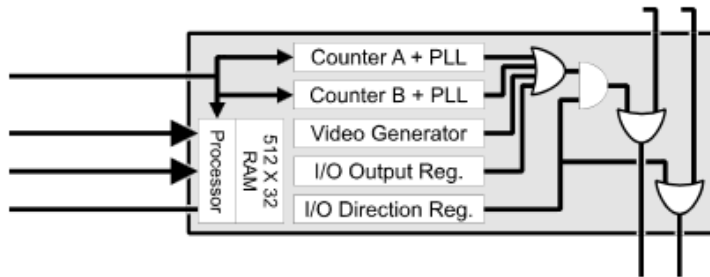 Counter A + PLL
Counter B + PLL
Processor
512 X 32
RAM
Video Generator
I/O Output Reg.
I/O Direction Reg.